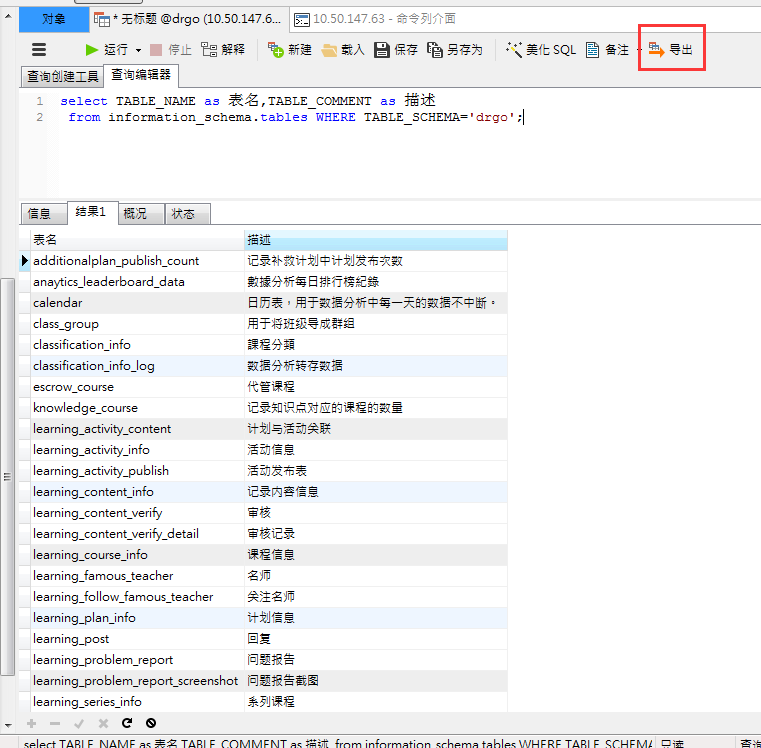 对象 * 无标题 @drgo (10.50.147.6... 10.50.147.63 - 命令列介面
运行 停止 解释 新建 载入 保存 另存为 美化 SQL 备注 导出
查询创建工具 查询编辑器
1 select TABLE_NAME as 表名,TABLE_COMMENT as 描述
2 from information_schema.tables WHERE TABLE_SCHEMA='drgo';
信息 结果1 概况 状态
表名 描述
additionalplan_publish_count 记录补救计划中计划发布次数
anaytics_leaderboard_data 數據分析每日排行榜紀錄
calendar 日历表，用于数据分析中每一天的数据不中断。
class_group 用于将班级导成群组
classification_info 課程分類
classification_info_log 数据分析转存数据
escrow_course 代管课程
knowledge_course 记录知识点对应的课程的数量
learning_activity_content 计划与活动关联
learning_activity_info 活动信息
learning_activity_publish 活动发布表
learning_content_info 记录内容信息
learning_content_verify 审核
learning_content_verify_detail 审核记录
learning_course_info 课程信息
learning_famous_teacher 名师
learning_follow_famous_teacher 关注名师
learning_plan_info 计划信息
learning_post 回复
learning_problem_report 问题报告
learning_problem_report_screenshot 问题报告截图
learning_series_info 系列课程
select TABLE_NAME as 表名,TABLE_COMMENT as 描述 from information_schema.tables WHERE TABLE_SCHEMA 只读 查询